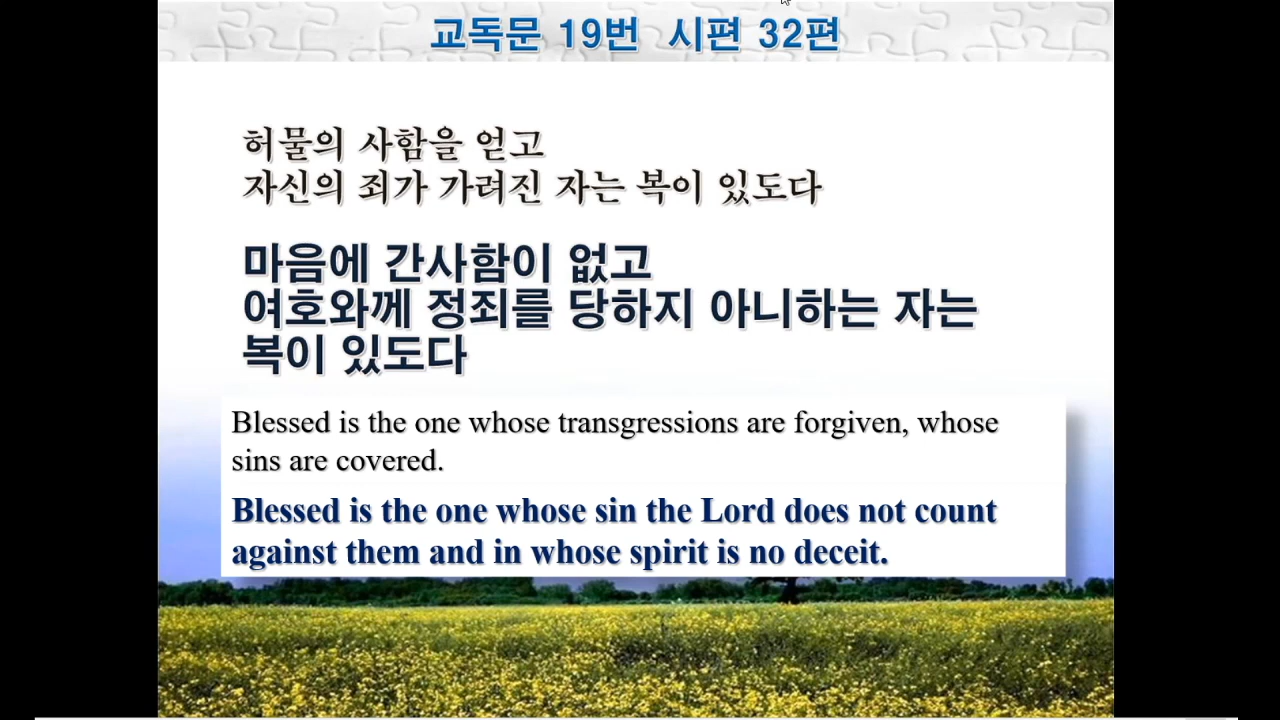 교독문 19번 시편 32편
허물의 사함을 얻고
자신의 죄가 가려진 자는 복이 있도다
마음에 간사함이 없고
여호와께 정죄를 당하지 아니하는 자는
복이 있도다
Blessed is the one whose transgressions are forgiven, whose
sins are covered.
Blessed is the one whose sin the Lord does not count
against them and in whose spirit is no deceit.